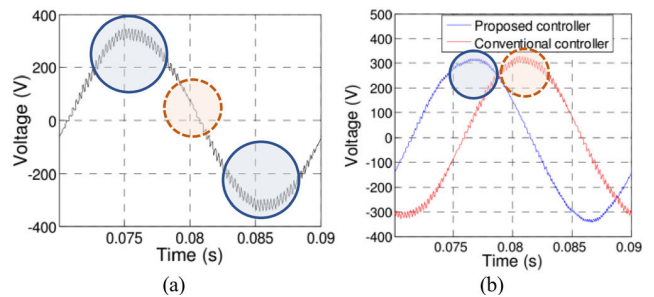 400
200
0
-200
-400
Voltage (V)
0.075
0.08
0.085
0.09
Time (s)
(a)
500
400
300
200
100
0
-100
-200
-300
-400
Voltage (V)
Proposed controller
Conventional controller
0.075
0.08
0.085
0.09
Time (s)
(b)